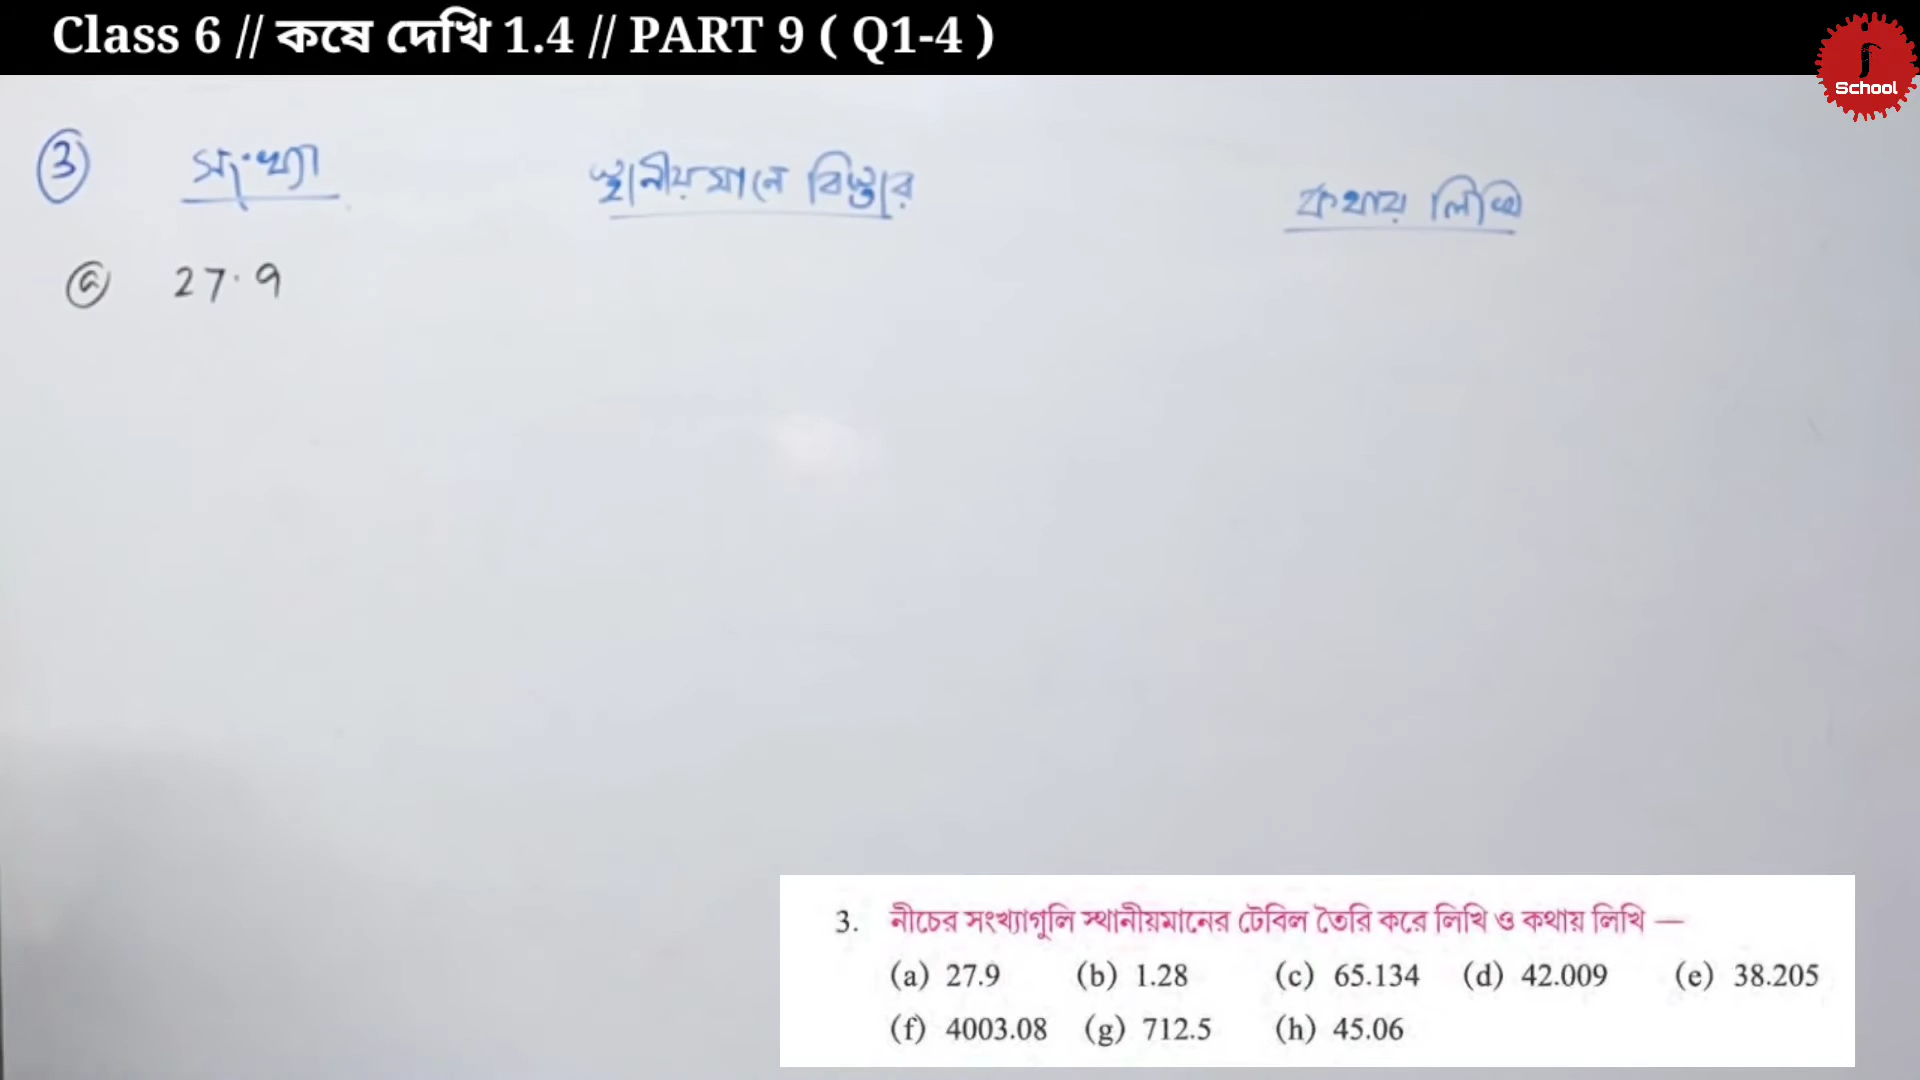 Class 6 // কষে দেখি 1.4 // PART 9 ( Q1-4 )
School
3 সংখ্যা স্থানীয়মানে বিস্তার কথায় লিখি
a 27.9
3. নীচের সংখ্যাগুলি স্থানীয়মানের টেবিল তৈরি করে লিখি ও কথায় লিখি —
(a) 27.9 (b) 1.28 (c) 65.134 (d) 42.009 (e) 38.205
(f) 4003.08 (g) 712.5 (h) 45.06